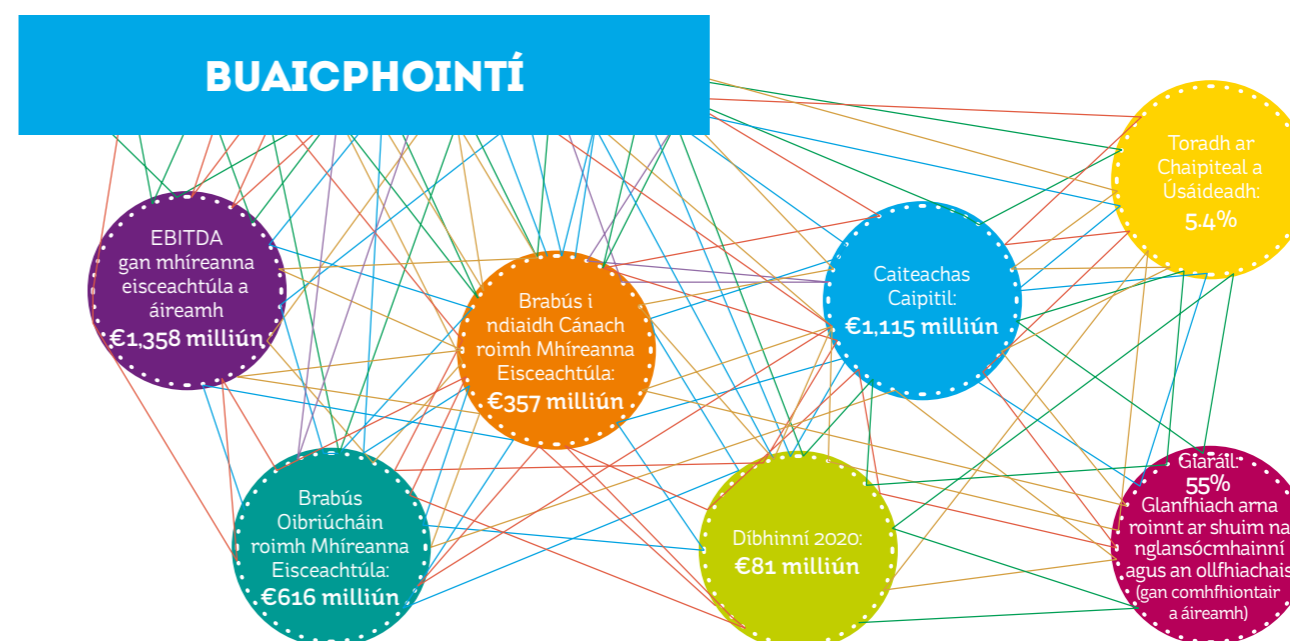 BUAICPHOINTÍ
EBITDA
gan mhíreanna
eisceachtúla a
áireamh
€1,358 milliún
Brabús i
ndiaidh Cánach
roimh Mhíreanna
Eisceachtúla:
€357 milliún
Caiteachas
Caipitil:
€1,115 milliún
Toradh ar
Chaipiteal a
Úsáideadh:
5.4%
Brabús
Oibriúcháin
roimh Mhíreanna
Eisceachtúla:
€616 milliún
Díbhinní 2020:
€81 milliún
Giaráil:
55%
Glanfhiach arna
roinnt ar shuim na
nglansócmhainní
agus an ollfhiachais
(gan comhfhiontair
a áireamh)